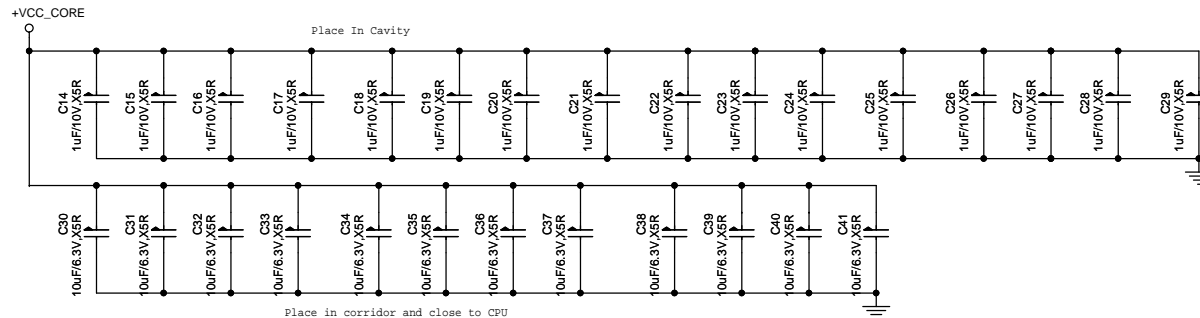 +VCC_CORE
Place In Cavity
C14
1uF/10V,X5R
C15
1uF/10V,X5R
C16
1uF/10V,X5R
C17
1uF/10V,X5R
C18
1uF/10V,X5R
C19
1uF/10V,X5R
C20
1uF/10V,X5R
C21
1uF/10V,X5R
C22
1uF/10V,X5R
C23
1uF/10V,X5R
C24
1uF/10V,X5R
C25
1uF/10V,X5R
C26
1uF/10V,X5R
C27
1uF/10V,X5R
C28
1uF/10V,X5R
C29
1uF/10V,X5R
C30
10uF/6.3V,X5R
C31
10uF/6.3V,X5R
C32
10uF/6.3V,X5R
C33
10uF/6.3V,X5R
C34
10uF/6.3V,X5R
C35
10uF/6.3V,X5R
C36
10uF/6.3V,X5R
C37
10uF/6.3V,X5R
C38
10uF/6.3V,X5R
C39
10uF/6.3V,X5R
C40
10uF/6.3V,X5R
C41
10uF/6.3V,X5R
Place in corridor and close to CPU